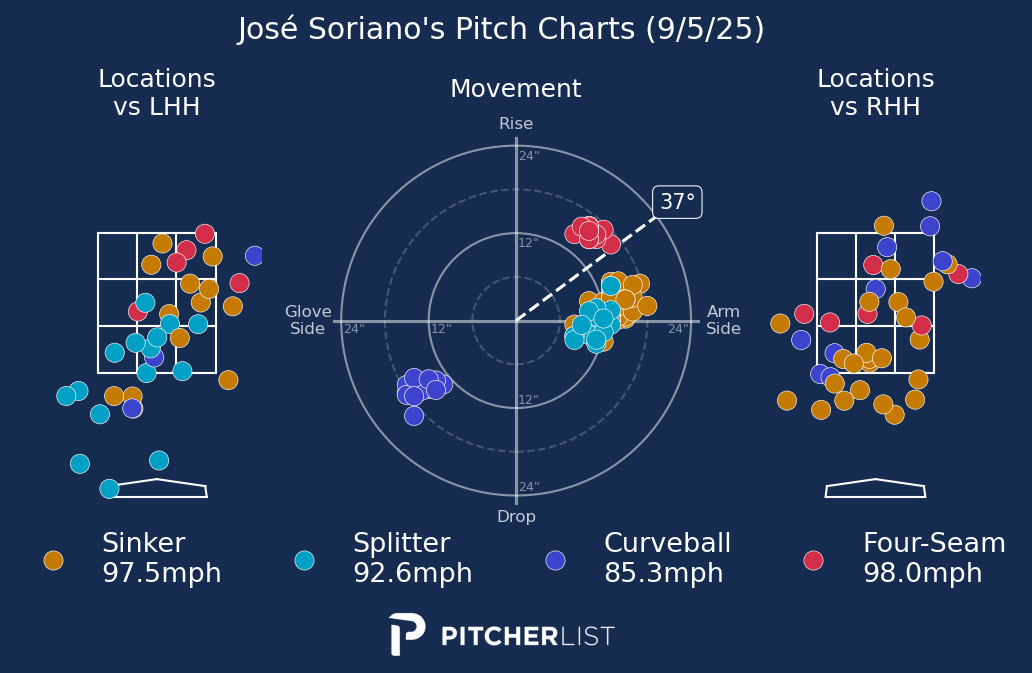 José Soriano's Pitch Charts (9/5/25)
Locations
vs LHH
Movement
Locations
vs RHH
Rise
24"
37°
12"
Glove
Side
24"
12"
24"
Arm
Side
12"
24"
Drop
Sinker
97.5mph
Splitter
92.6mph
Curveball
85.3mph
Four-Seam
98.0mph
PITCHERLIST